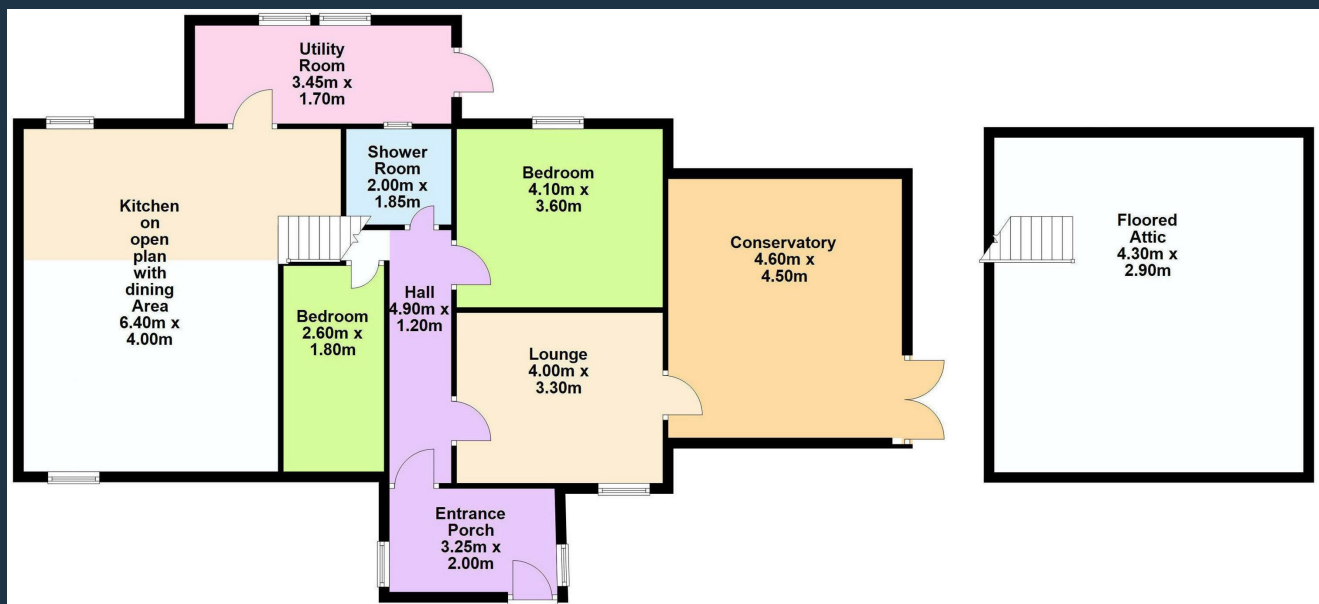 Utility
Room
3.45m x
1.70m
Shower
Room
2.00m x
1.85m
Bedroom
4.10m x
3.60m
Kitchen
on
open
plan
with
dining
Area
6.40m x
4.00m
Conservatory
4.60m x
4.50m
Floored
Attic
4.30m x
2.90m
Hall
4.90m x
1.20m
Bedroom
2.60m x
1.80m
Lounge
4.00m x
3.30m
Entrance
Porch
3.25m x
2.00m